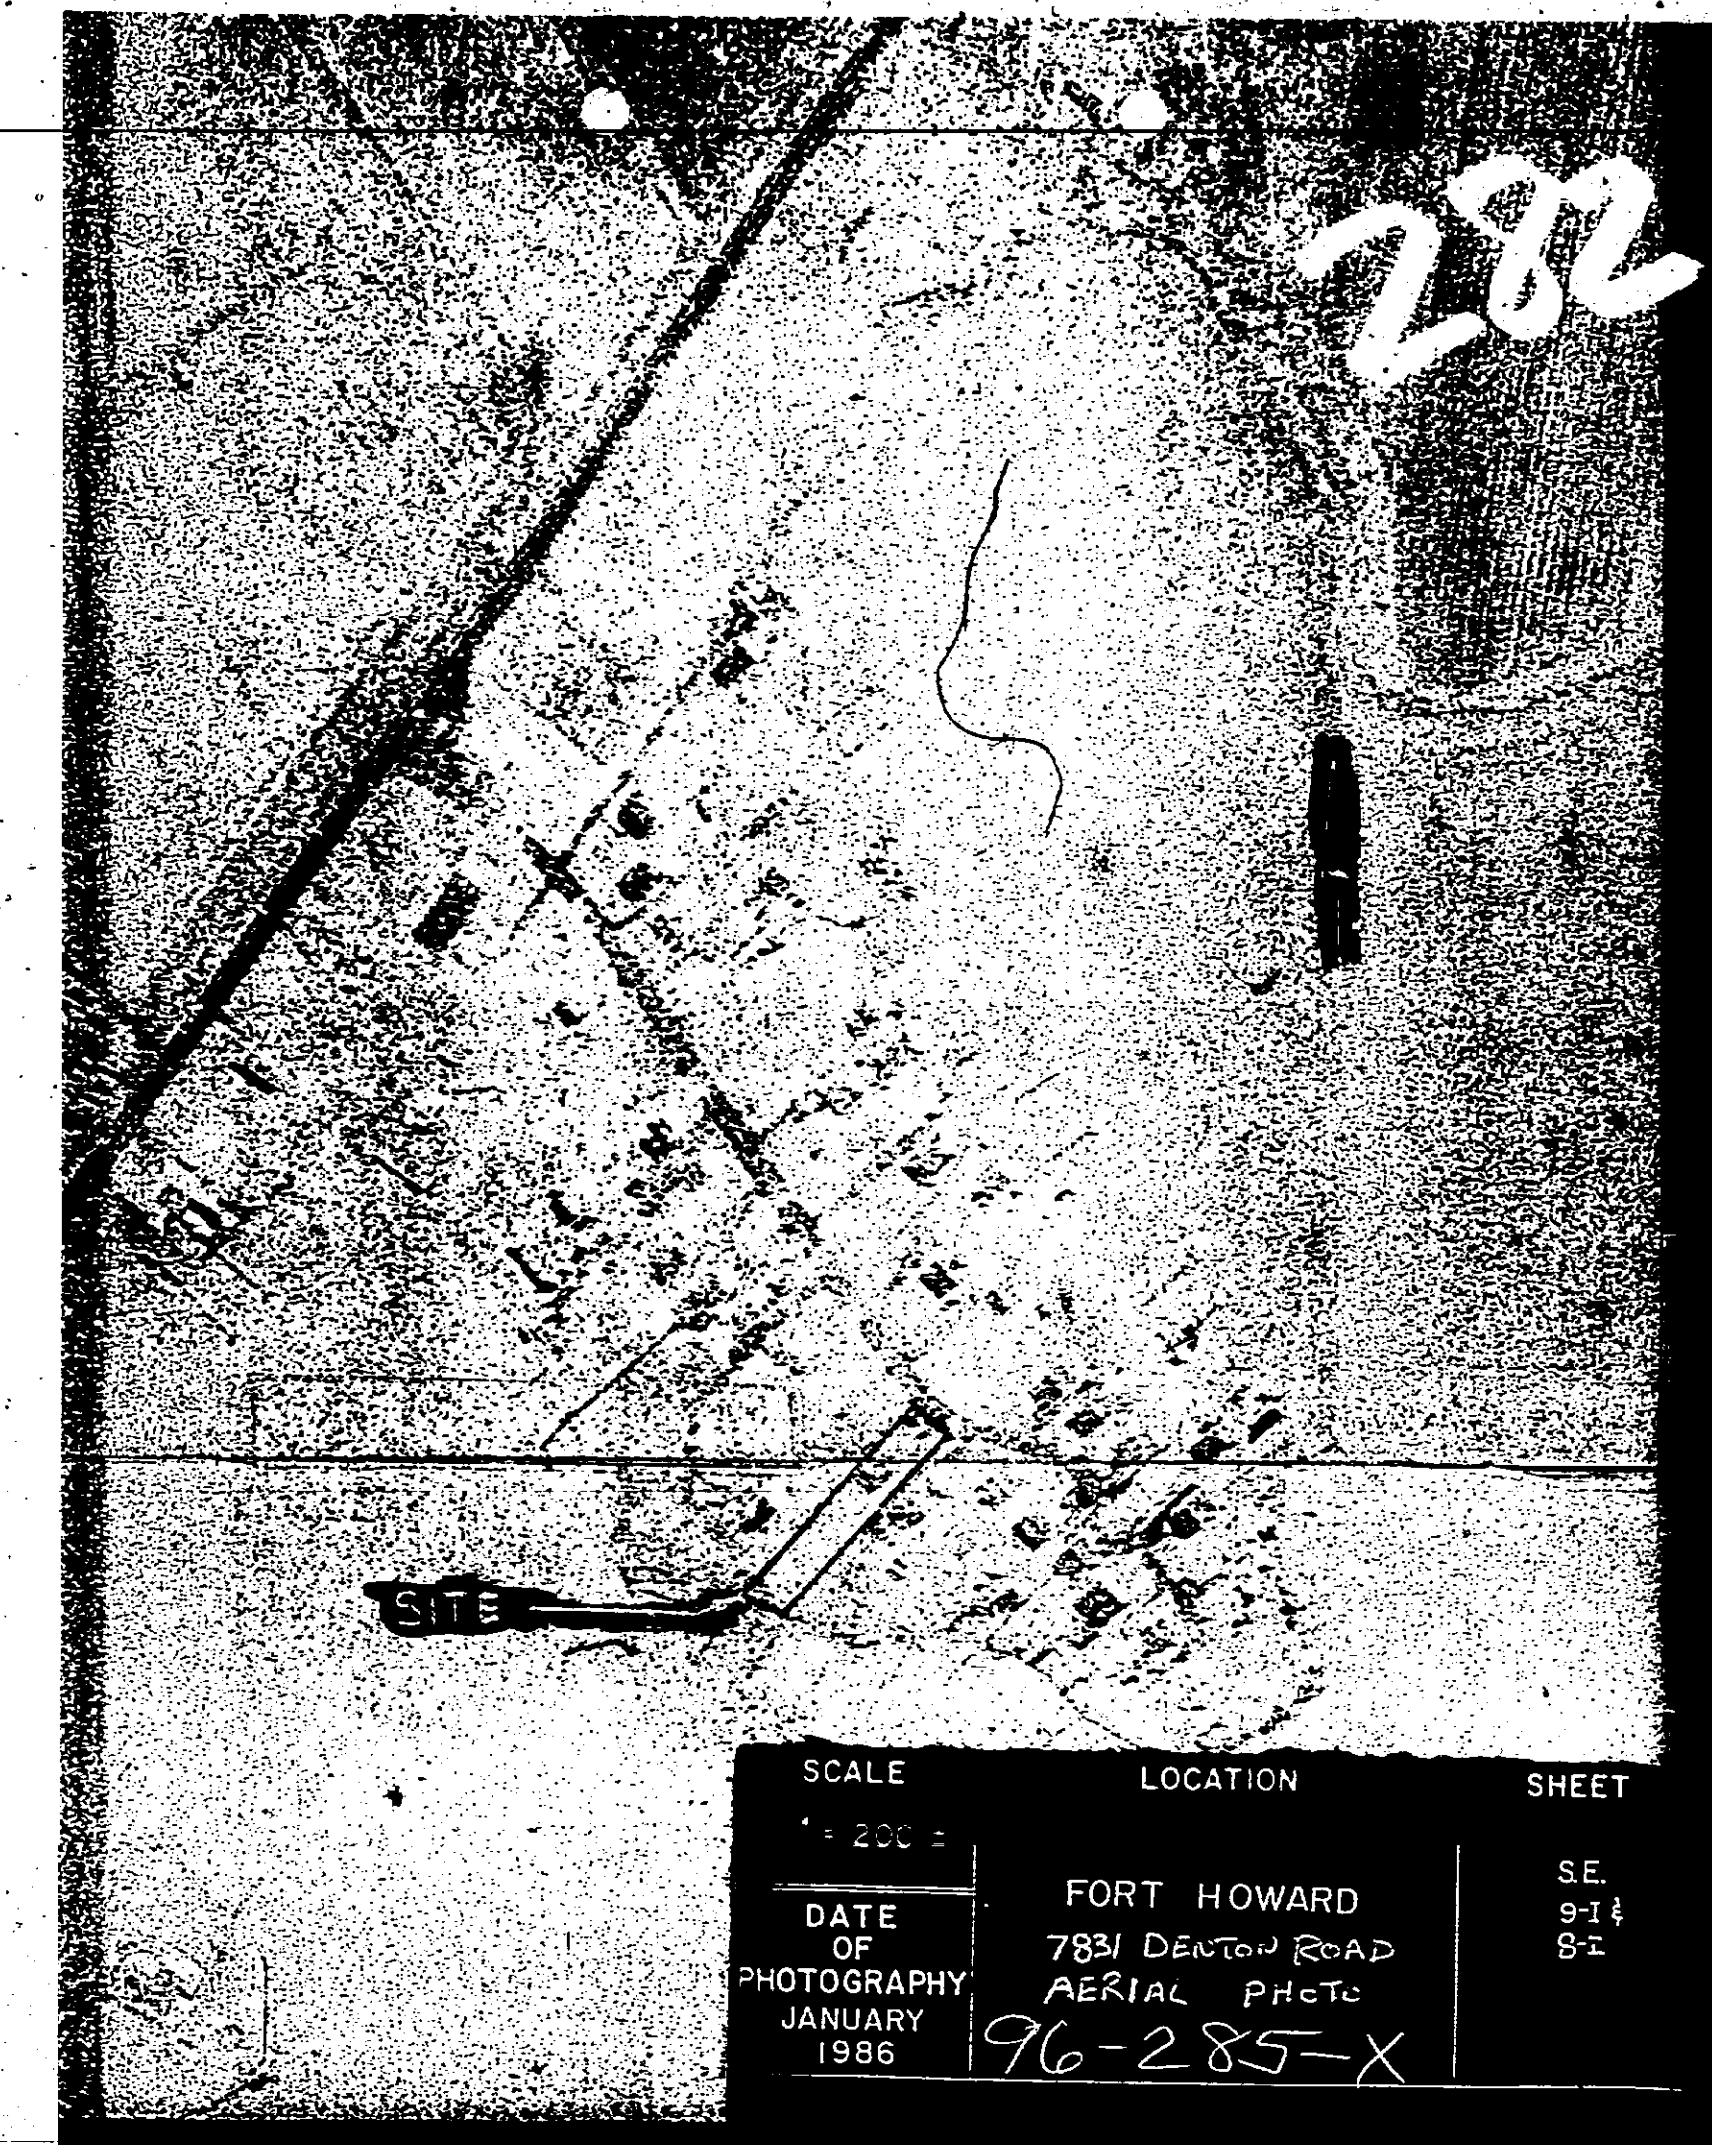 282
SITE
SCALE
LOCATION
SHEET
= 200 ±
DATE
OF
PHOTOGRAPHY
JANUARY
1986
FORT HOWARD
7831 DENTON ROAD
AERIAL PHOTO
96-285-X
S.E.
9-I &
8-I